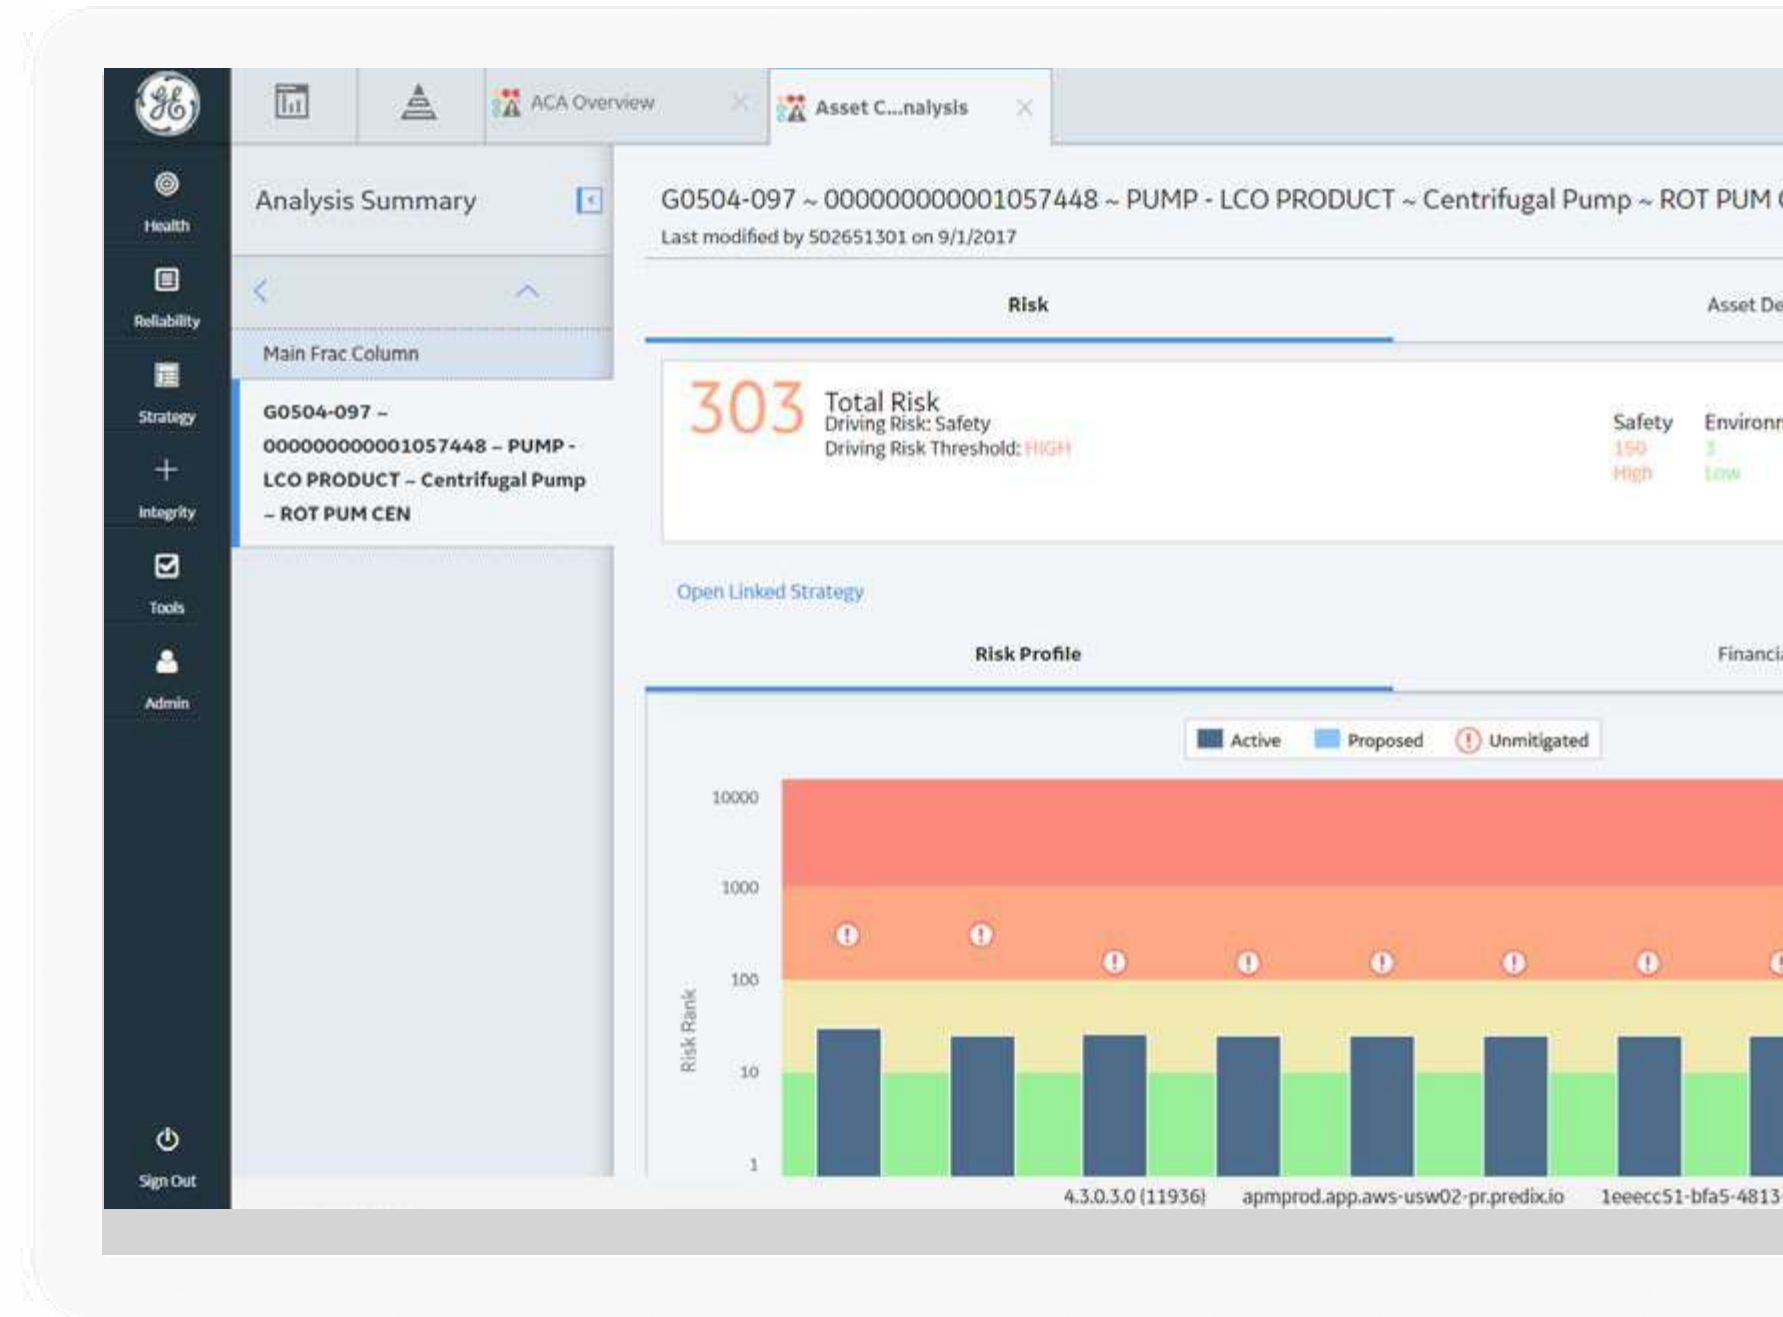 GE
ACA Overview
Asset C...nalysis
Health
Reliability
Strategy
Integrity
Tools
Admin
Sign Out
Analysis Summary
Main Frac Column
G0504-097 ~
000000000001057448 ~ PUMP -
LCO PRODUCT ~ Centrifugal Pump
~ ROT PUM CEN
G0504-097 ~ 000000000001057448 ~ PUMP - LCO PRODUCT ~ Centrifugal Pump ~ ROT PUM
Last modified by 502651301 on 9/1/2017
Risk
Asset De
303
Total Risk
Driving Risk: Safety
Driving Risk Threshold: HIGH
Safety
150
High
Environm
3
Low
Open Linked Strategy
Risk Profile
Financia
Active
Proposed
Unmitigated
Risk Rank
10000
1000
100
10
1
4.3.0.3.0 (11936)
apmprod.app.aws-usw02-pr.predix.io
1eeecc51-bfa5-4813-